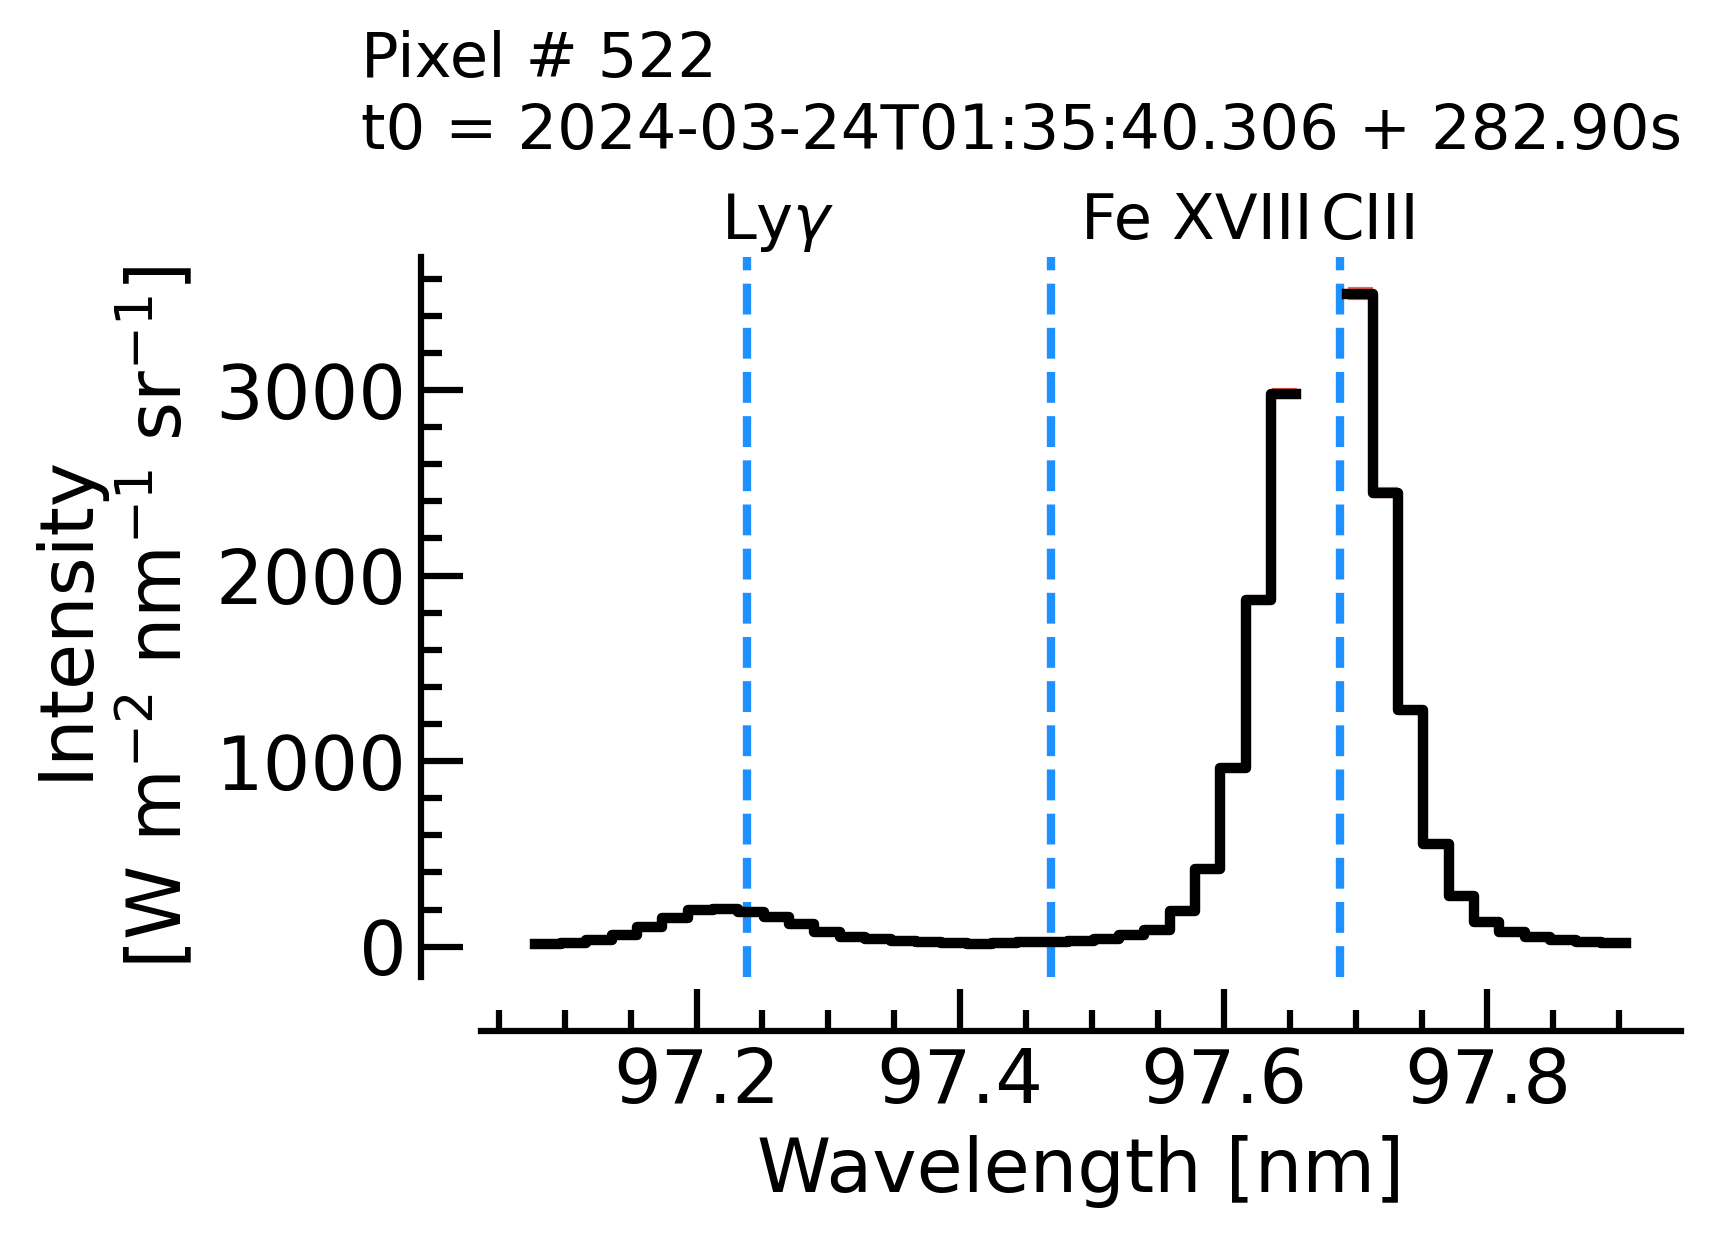 Pixel # 522
t0 = 2024-03-24T01:35:40.306 + 282.90s
Lyγ Fe XVIII CIII
Intensity
[W m⁻² nm⁻¹ sr⁻¹]
3000
2000
1000
0
97.2 97.4 97.6 97.8
Wavelength [nm]